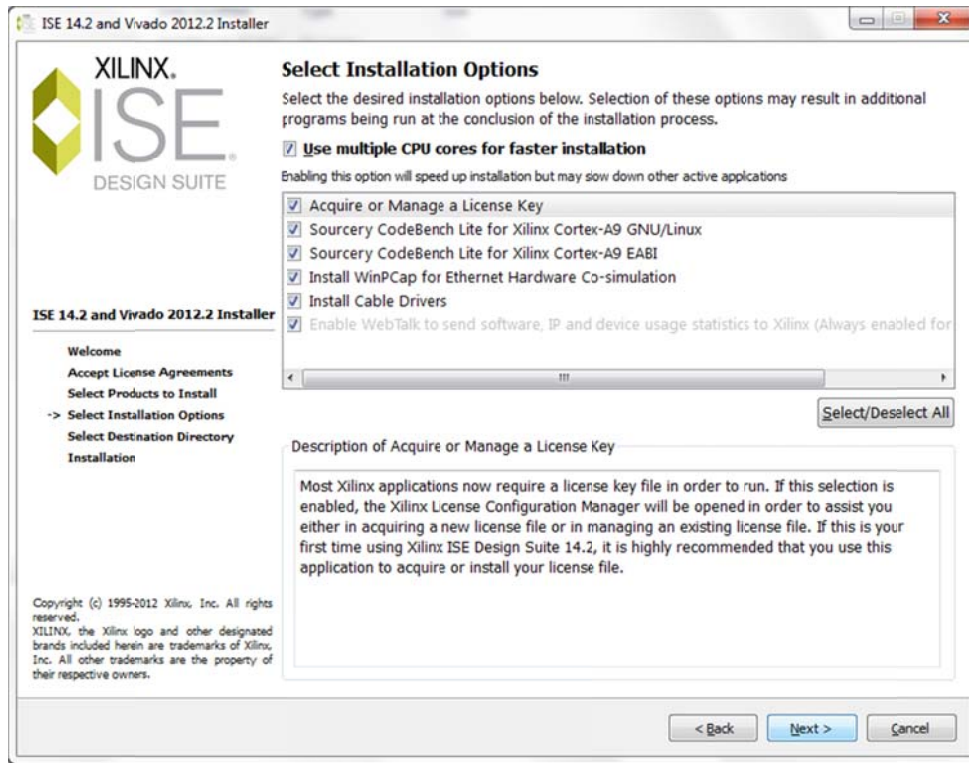 ISE 14.2 and Vivado 2012.2 Installer
XILINX®
ISE®
DESIGN SUITE
ISE 14.2 and Vivado 2012.2 Installer
Welcome
Accept License Agreements
Select Products to Install
-> Select Installation Options
Select Destination Directory
Installation
Copyright (c) 1995-2012 Xilinx, Inc. All rights
reserved.
XILINX, the Xilinx logo and other designated
brands included herein are trademarks of Xilinx,
Inc. All other trademarks are the property of
their respective owners.
Select Installation Options
Select the desired installation options below. Selection of these options may result in additional
programs being run at the conclusion of the installation process.
Use multiple CPU cores for faster installation
Enabling this option will speed up installation but may slow down other active applications
Acquire or Manage a License Key
Sourcery CodeBench Lite for Xilinx Cortex-A9 GNU/Linux
Sourcery CodeBench Lite for Xilinx Cortex-A9 EABI
Install WinPCap for Ethernet Hardware Co-simulation
Install Cable Drivers
Enable WebTalk to send software, IP and device usage statistics to Xilinx (Always enabled for
Select/Deselect All
Description of Acquire or Manage a License Key
Most Xilinx applications now require a license key file in order to run. If this selection is
enabled, the Xilinx License Configuration Manager will be opened in order to assist you
either in acquiring a new license file or in managing an existing license file. If this is your
first time using Xilinx ISE Design Suite 14.2, it is highly recommended that you use this
application to acquire or install your license file.
< Back
Next >
Cancel